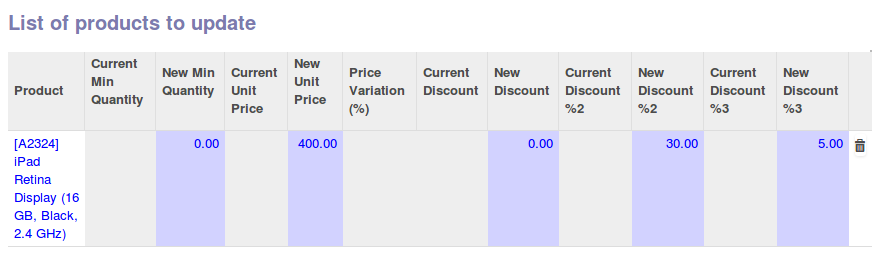 List of products to update
Product
Current Min Quantity
New Min Quantity
Current Unit Price
New Unit Price
Price Variation (%)
Current Discount
New Discount
Current Discount %2
New Discount %2
Current Discount %3
New Discount %3
[A2324]
iPad
Retina
Display (16
GB, Black,
2.4 GHz)
0.00
400.00
0.00
30.00
5.00